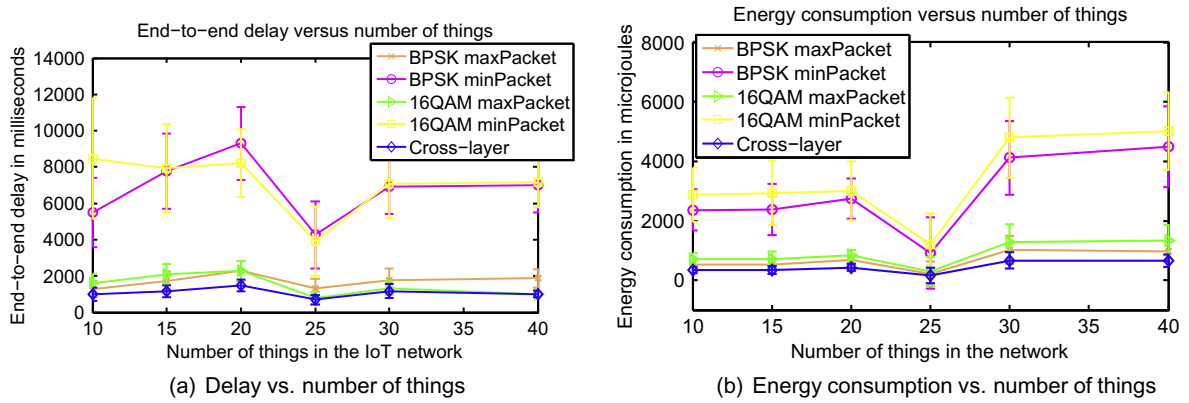 End-to-end delay versus number of things
End-to-end delay in milliseconds
14000
12000
10000
8000
6000
4000
2000
0
10
15
20
25
30
35
40
BPSK maxPacket
BPSK minPacket
16QAM maxPacket
16QAM minPacket
Cross-layer
Number of things in the IoT network
(a) Delay vs. number of things
Energy consumption versus number of things
Energy consumption in microjoules
8000
6000
4000
2000
0
10
15
20
25
30
35
40
BPSK maxPacket
BPSK minPacket
16QAM maxPacket
16QAM minPacket
Cross-layer
Number of things in the network
(b) Energy consumption vs. number of things